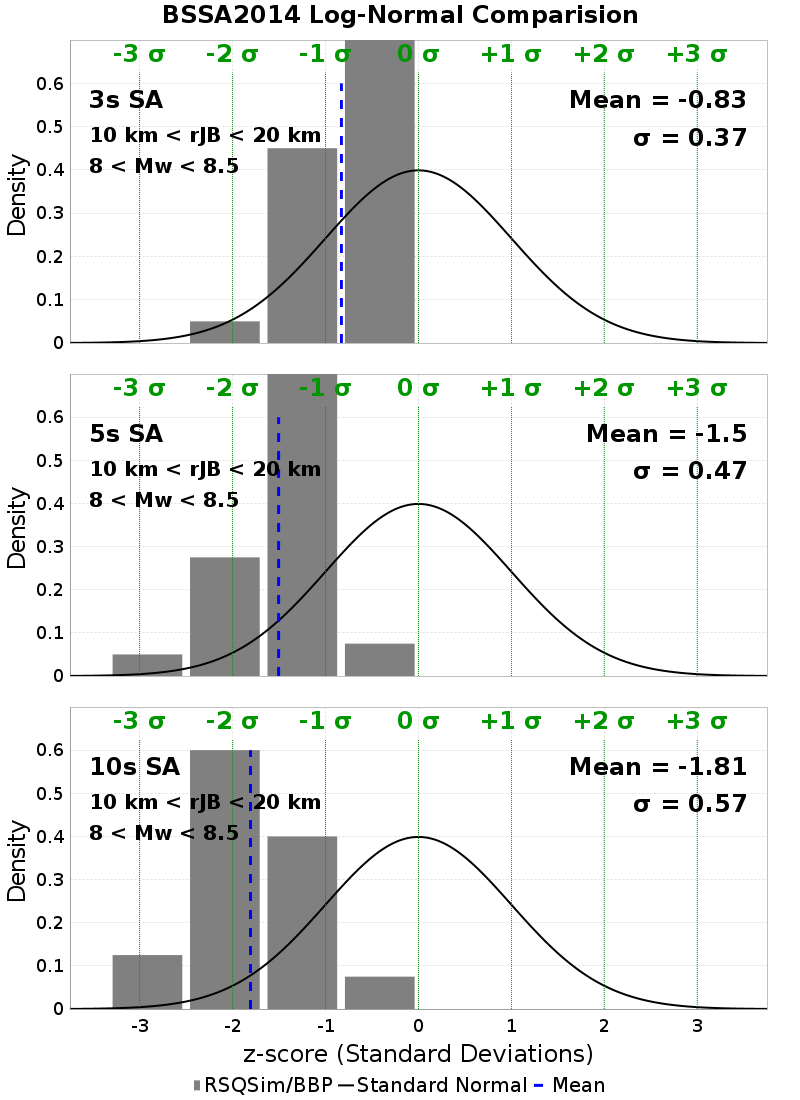 BSSA2014 Log-Normal Comparision
-3 σ -2 σ -1 σ 0 σ +1 σ +2 σ +3 σ
3s SA
10 km < rJB < 20 km
8 < Mw < 8.5
Mean = -0.83
σ = 0.37
Density
0.6
0.5
0.4
0.3
0.2
0.1
0
-3 σ -2 σ -1 σ 0 σ +1 σ +2 σ +3 σ
5s SA
10 km < rJB < 20 km
8 < Mw < 8.5
Mean = -1.5
σ = 0.47
Density
0.6
0.5
0.4
0.3
0.2
0.1
0
-3 σ -2 σ -1 σ 0 σ +1 σ +2 σ +3 σ
10s SA
10 km < rJB < 20 km
8 < Mw < 8.5
Mean = -1.81
σ = 0.57
Density
0.6
0.5
0.4
0.3
0.2
0.1
0
-3 -2 -1 0 1 2 3
z-score (Standard Deviations)
RSQSim/BBP Standard Normal Mean